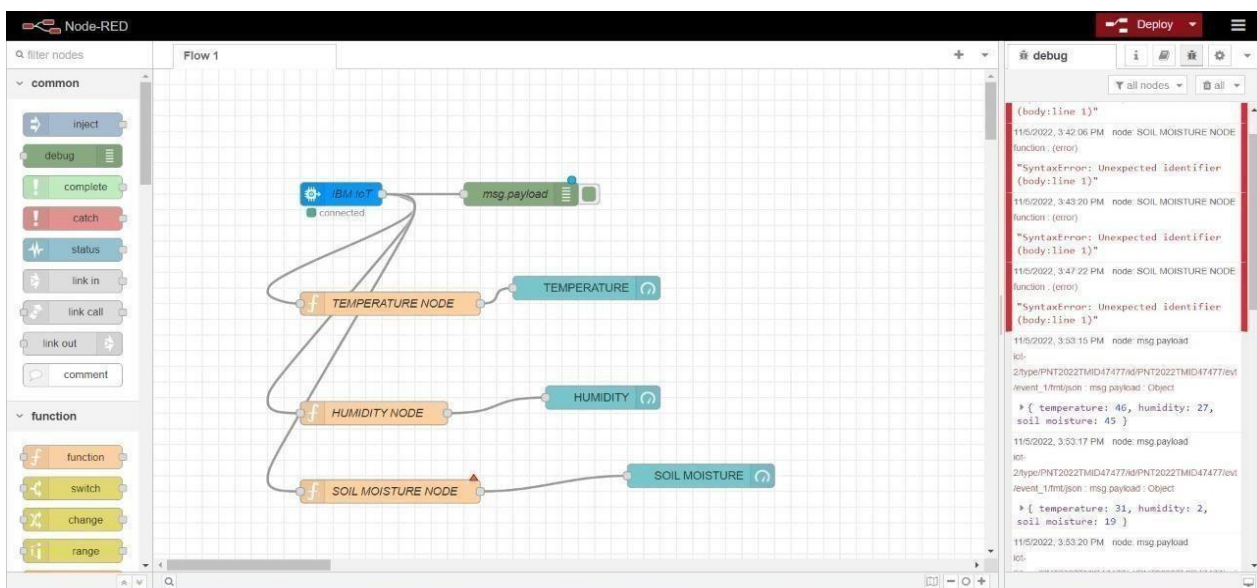 Node-RED
Deploy
filter nodes
Flow 1
debug
all nodes
all
common
inject
debug
complete
catch
status
link in
link call
link out
comment
function
function
switch
change
range
IBM IoT
connected
msg.payload
TEMPERATURE NODE
TEMPERATURE
HUMIDITY NODE
HUMIDITY
SOIL MOISTURE NODE
SOIL MOISTURE
(body:line 1)"
11/5/2022, 3:42:06 PM node: SOIL MOISTURE NODE
function : (error)
"SyntaxError: Unexpected identifier
(body:line 1)"
11/5/2022, 3:43:20 PM node: SOIL MOISTURE NODE
function : (error)
"SyntaxError: Unexpected identifier
(body:line 1)"
11/5/2022, 3:47:22 PM node: SOIL MOISTURE NODE
function : (error)
"SyntaxError: Unexpected identifier
(body:line 1)"
11/5/2022, 3:53:15 PM node: msg.payload
iot-
2/type/PNT2022TMID47477/id/PNT2022TMID47477/evt
/event_1/fmt/json : msg.payload : Object
{ temperature: 46, humidity: 27,
soil moisture: 45 }
11/5/2022, 3:53:17 PM node: msg.payload
iot-
2/type/PNT2022TMID47477/id/PNT2022TMID47477/evt
/event_1/fmt/json : msg.payload : Object
{ temperature: 31, humidity: 2,
soil moisture: 19 }
11/5/2022, 3:53:20 PM node: msg.payload
iot-